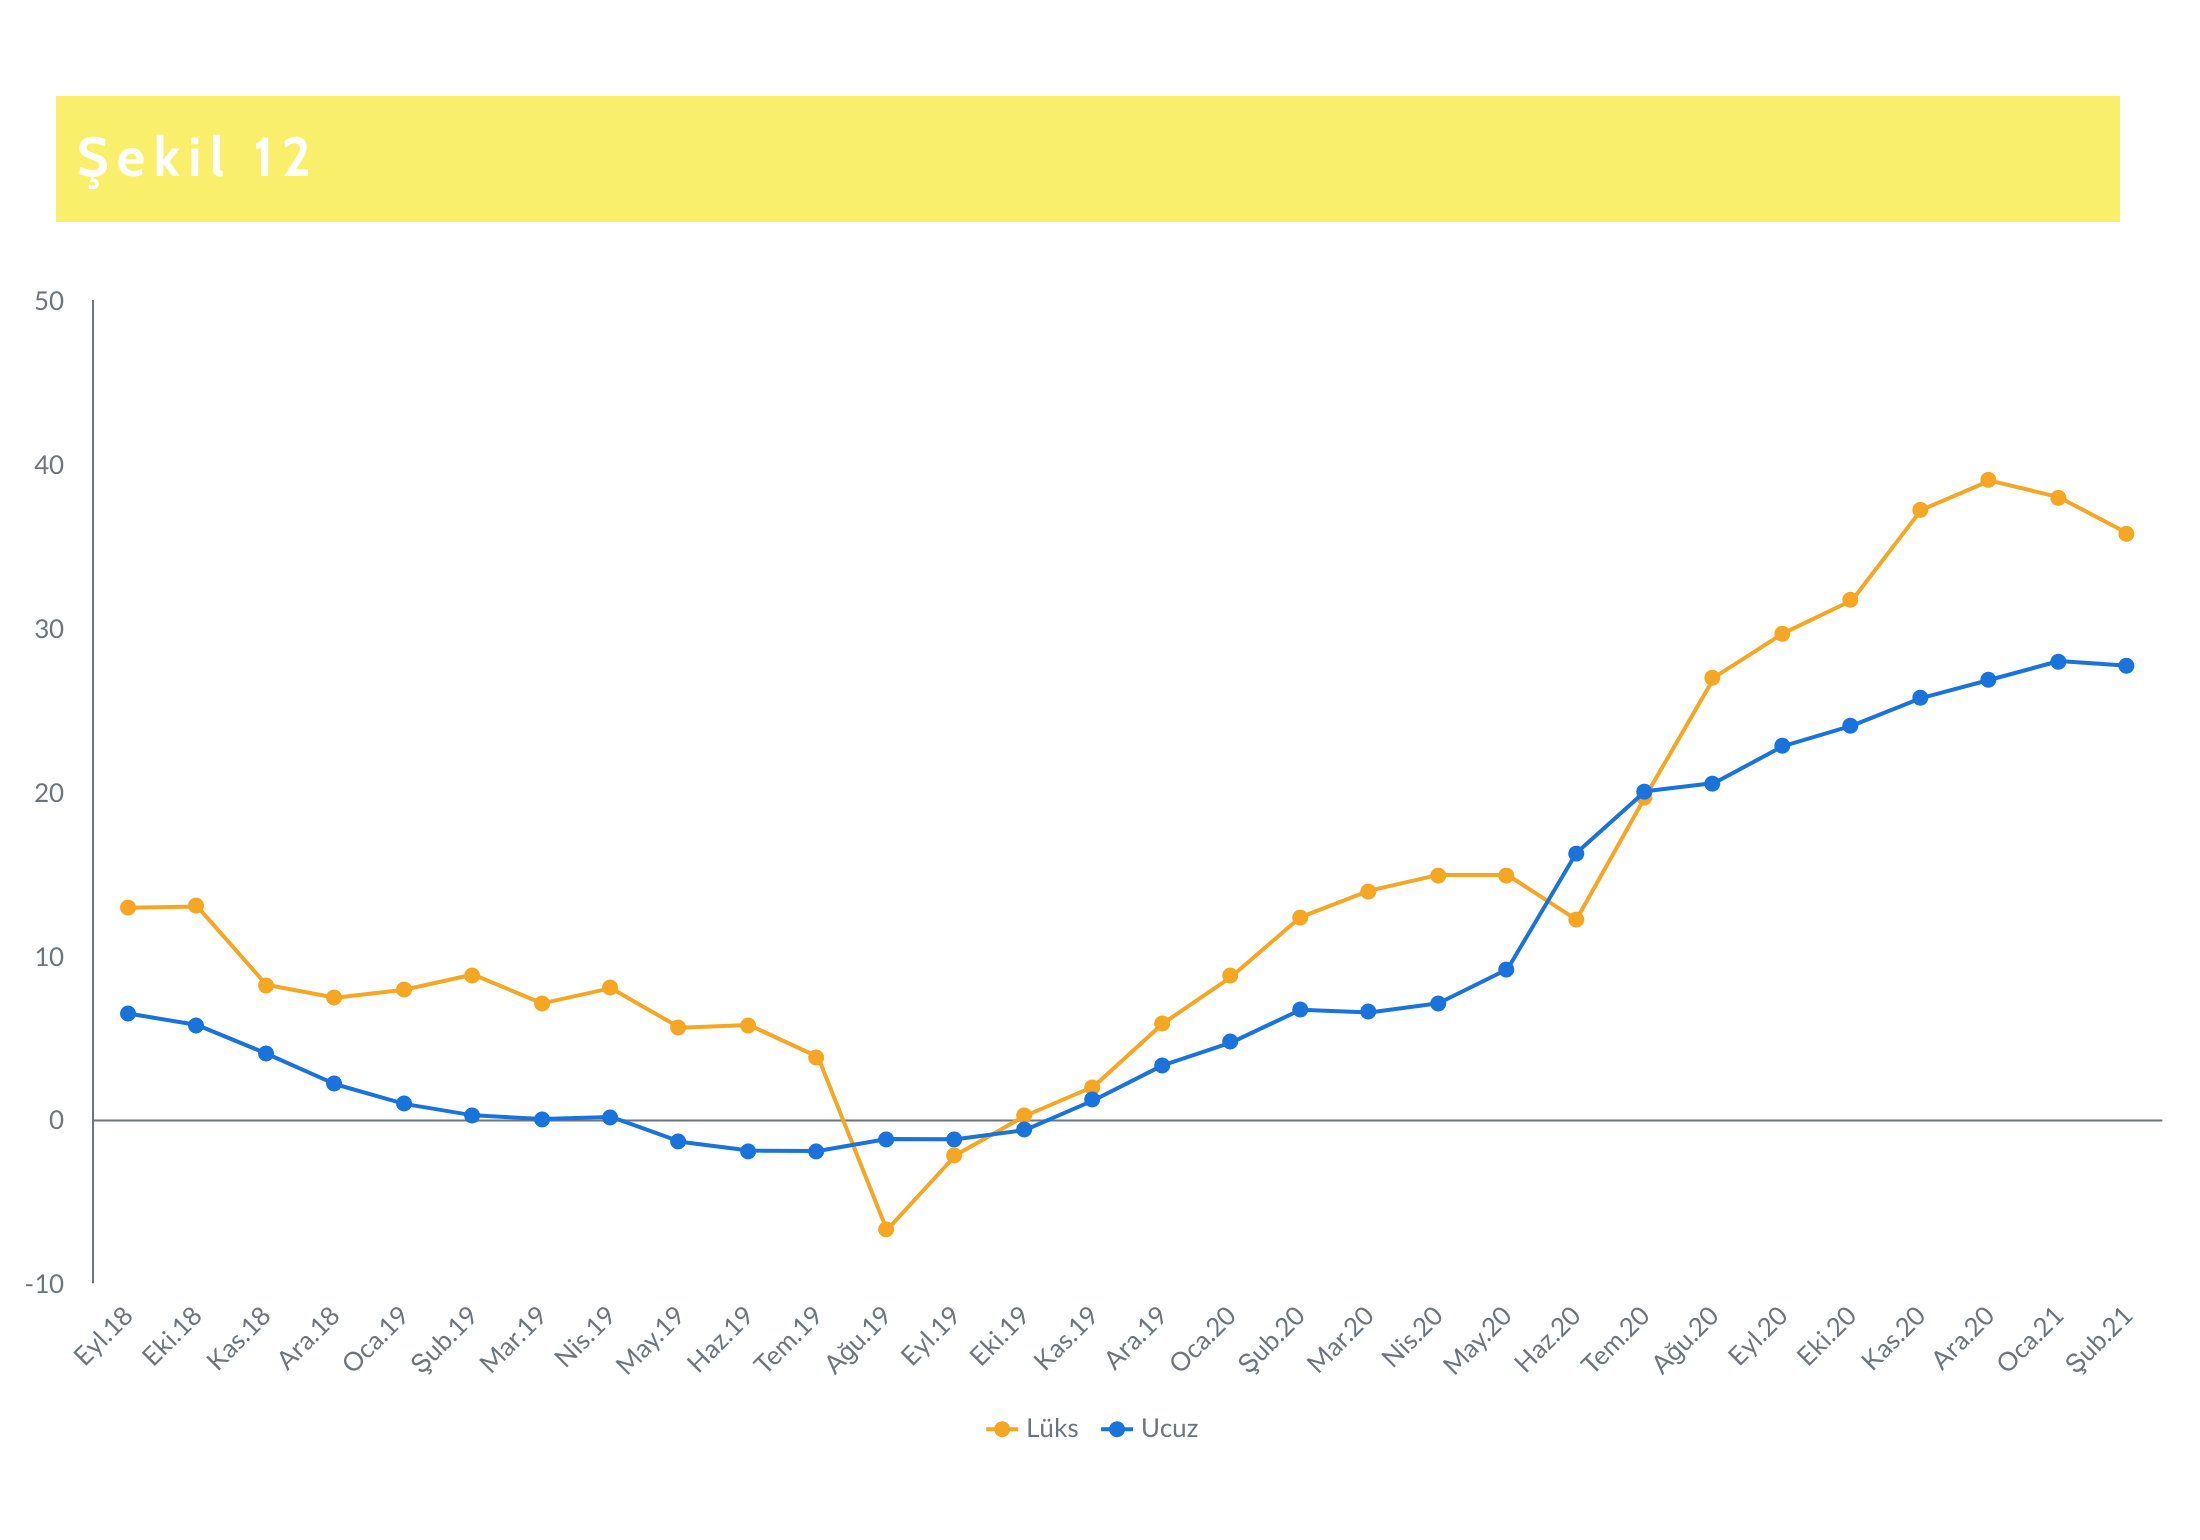 Şekil 12
50
40
30
20
10
0
-10
Eyl.18 Eki.18 Kas.18 Ara.18 Oca.19 Şub.19 Mar.19 Nis.19 May.19 Haz.19 Tem.19 Ağu.19 Eyl.19 Eki.19 Kas.19 Ara.19 Oca.20 Şub.20 Mar.20 Nis.20 May.20 Haz.20 Tem.20 Ağu.20 Eyl.20 Eki.20 Kas.20 Ara.20 Oca.21 Şub.21
Lüks Ucuz